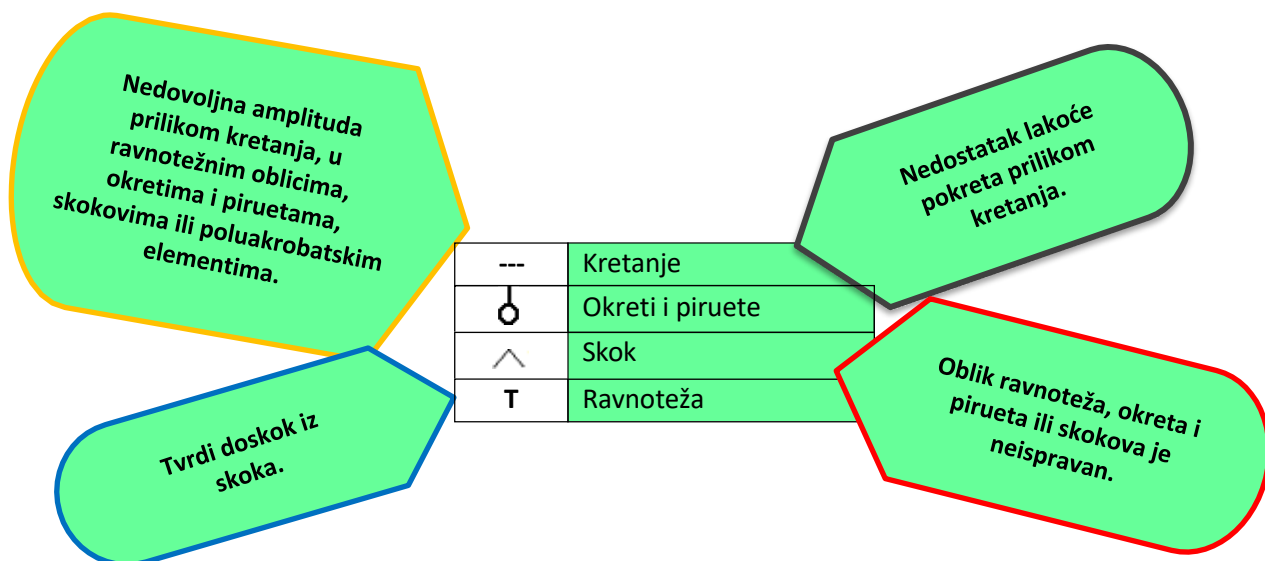 Nedovoljna amplituda
prilikom kretanja, u
ravnotežnim oblicima,
okretima i piruetama,
skokovima ili poluakrobatskim
elementima.
Nedostatak lakoće
pokreta prilikom
kretanja.
--- Kretanje
Okreti i piruete
Skok
T Ravnoteža
Tvrdi doskok iz
skoka.
Oblik ravnoteža, okreta i
pirueta ili skokova je
neispravan.